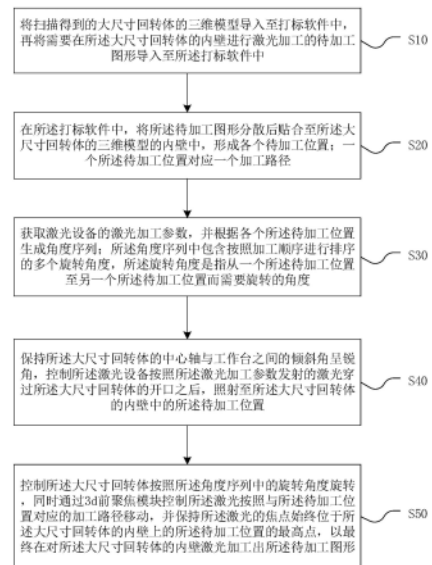 将扫描得到的大尺寸回转体的三维模型导入至打标软件中，
再将需要在所述大尺寸回转体的内壁进行激光加工的待加工
图形导入至所述打标软件中
S10
在所述打标软件中，将所述待加工图形分散后贴合至所述大
尺寸回转体的三维模型的内壁中，形成各个待加工位置；一
个所述待加工位置对应一个加工路径
S20
获取激光设备的激光加工参数，并根据各个所述待加工位置
生成角度序列；所述角度序列中包含按照加工顺序进行排序
的多个旋转角度，所述旋转角度是指从一个所述待加工位置
至另一个所述待加工位置而需要旋转的角度
S30
保持所述大尺寸回转体的中心轴与工作台之间的倾斜角呈锐
角，控制所述激光设备按照所述激光加工参数发射的激光穿
过所述大尺寸回转体的开口之后，照射至所述大尺寸回转体
的内壁中的所述待加工位置
S40
控制所述大尺寸回转体按照所述角度序列中的旋转角度旋转
，同时通过3d前聚焦模块控制所述激光按照与所述待加工位
置对应的加工路径移动，并保持所述激光的焦点始终位于所
述大尺寸回转体的内壁上的所述待加工位置的最高点，以最
终在对所述大尺寸回转体的内壁激光加工出所述待加工图形
S50